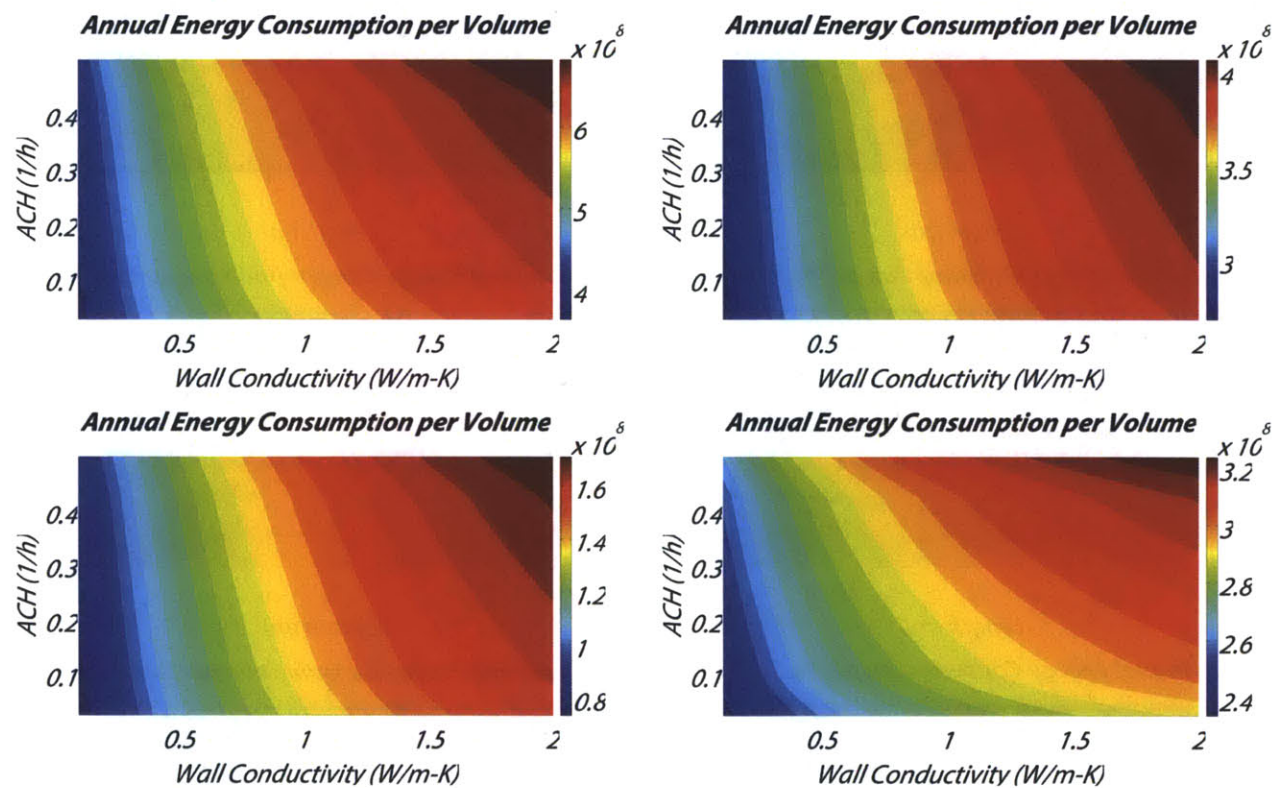 Annual Energy Consumption per Volume
x 10^8
ACH (1/h)
0.4
0.3
0.2
0.1
6
5
4
0.5 1 1.5 2
Wall Conductivity (W/m-K)
Annual Energy Consumption per Volume
x 10^8
ACH (1/h)
0.4
0.3
0.2
0.1
4
3.5
3
0.5 1 1.5 2
Wall Conductivity (W/m-K)
Annual Energy Consumption per Volume
x 10^8
ACH (1/h)
0.4
0.3
0.2
0.1
1.6
1.4
1.2
1
0.8
0.5 1 1.5 2
Wall Conductivity (W/m-K)
Annual Energy Consumption per Volume
x 10^8
ACH (1/h)
0.4
0.3
0.2
0.1
3.2
3
2.8
2.6
2.4
0.5 1 1.5 2
Wall Conductivity (W/m-K)